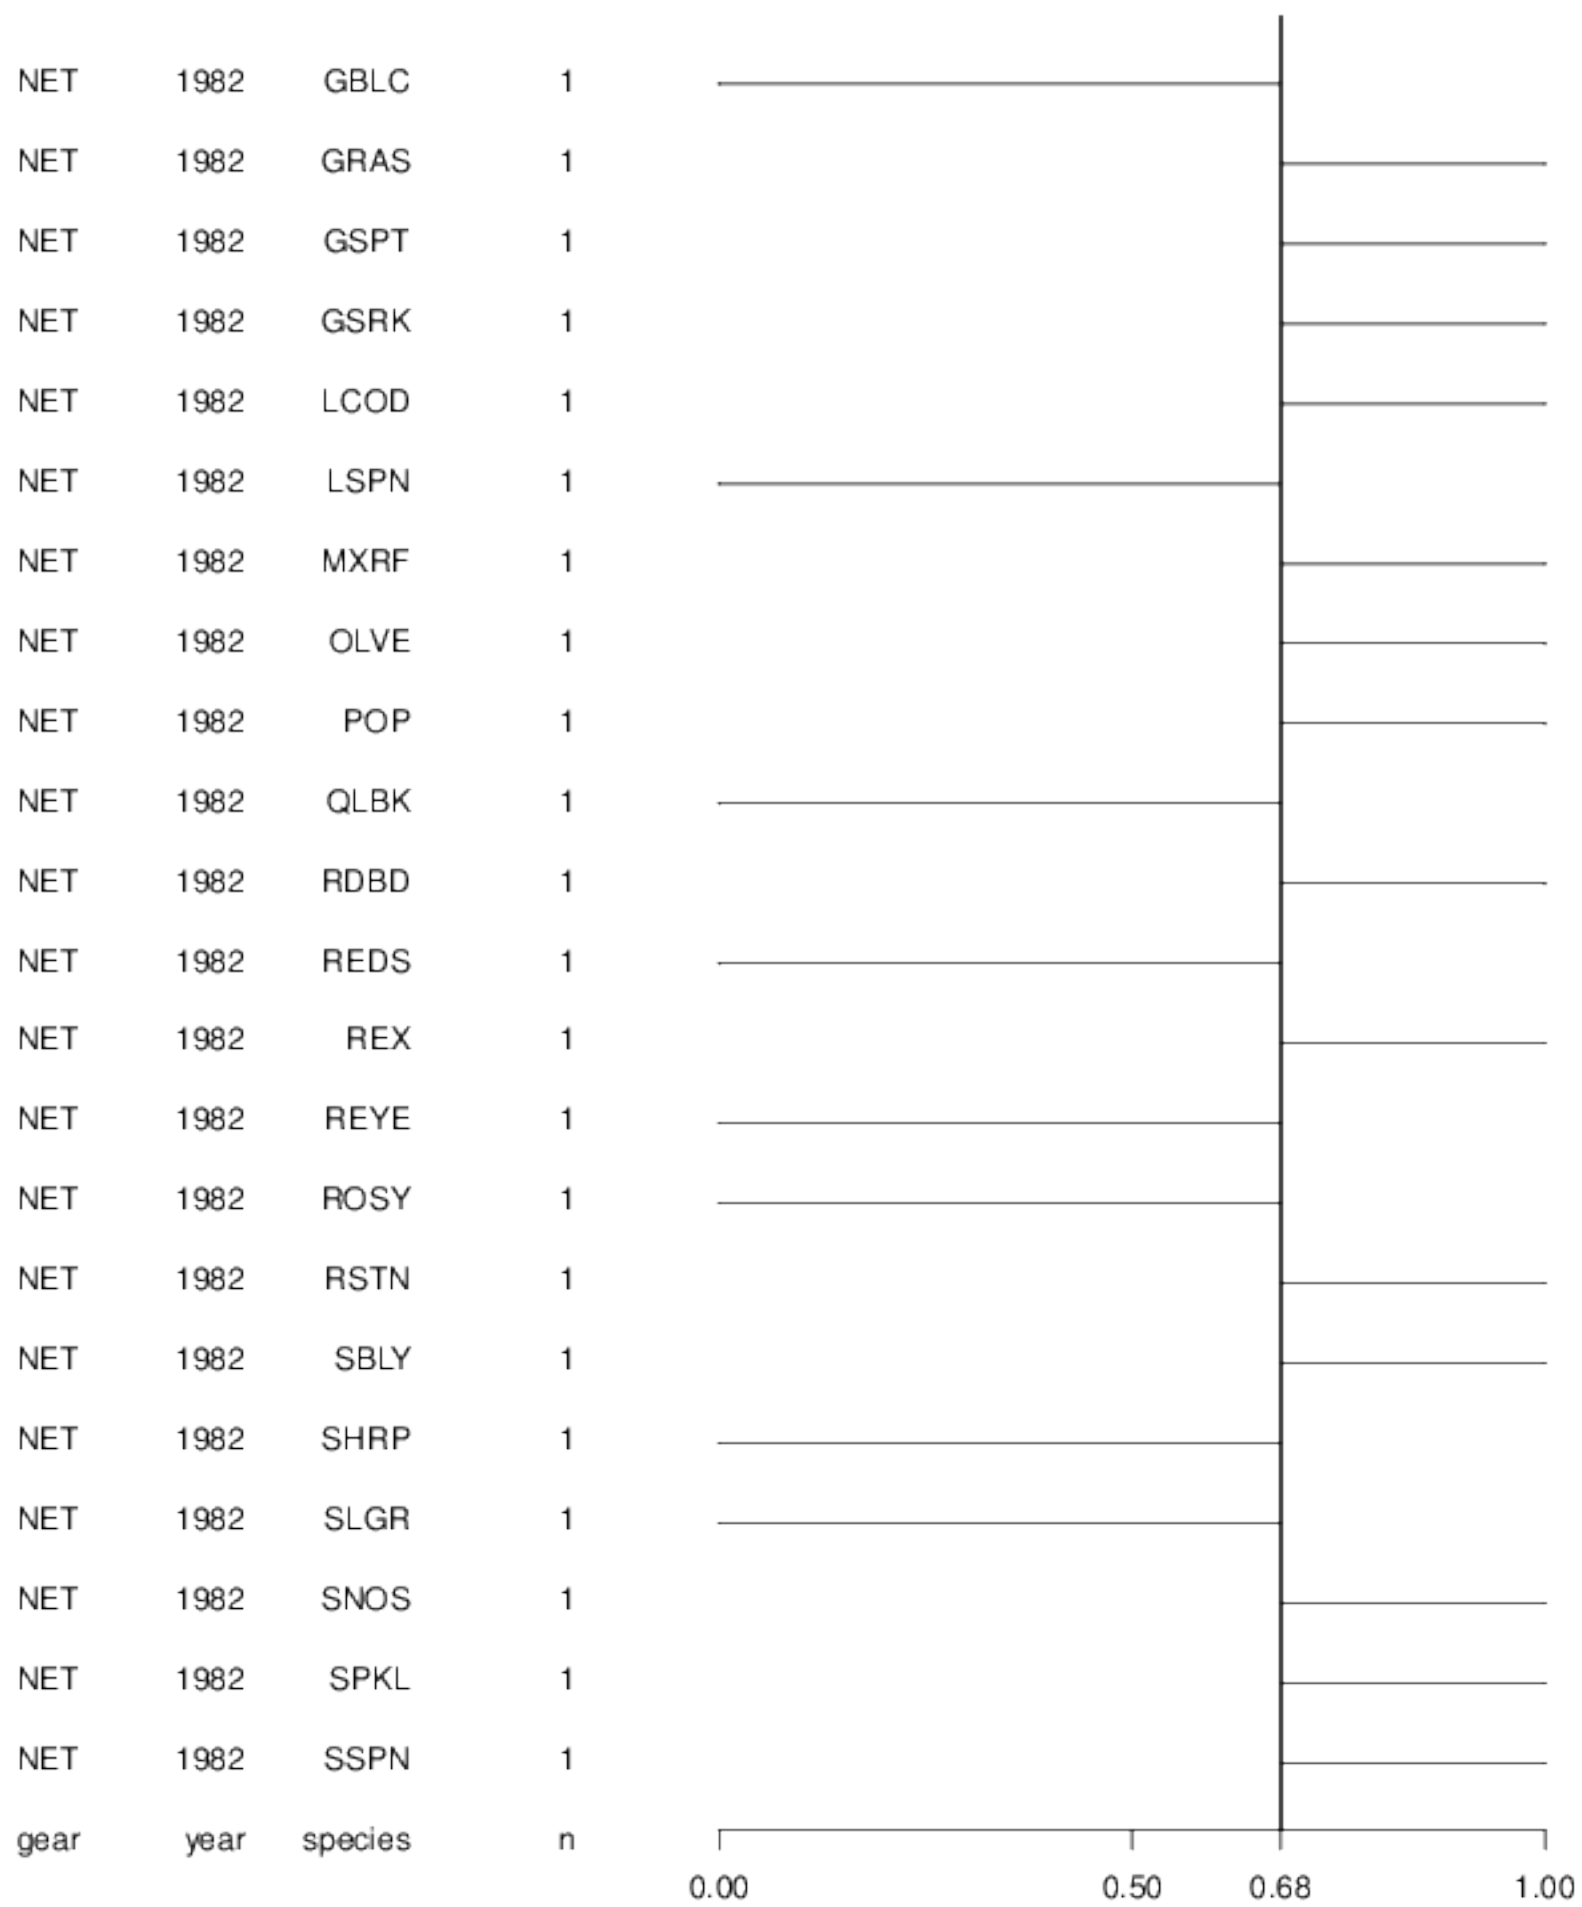 NET 1982 GBLC 1
NET 1982 GRAS 1
NET 1982 GSPT 1
NET 1982 GSRK 1
NET 1982 LCOD 1
NET 1982 LSPN 1
NET 1982 MXRF 1
NET 1982 OLVE 1
NET 1982 POP 1
NET 1982 QLBK 1
NET 1982 RDBD 1
NET 1982 REDS 1
NET 1982 REX 1
NET 1982 REYE 1
NET 1982 ROSY 1
NET 1982 RSTN 1
NET 1982 SBLY 1
NET 1982 SHRP 1
NET 1982 SLGR 1
NET 1982 SNOS 1
NET 1982 SPKL 1
NET 1982 SSPN 1
gear year species n
0.00 0.50 0.68 1.00